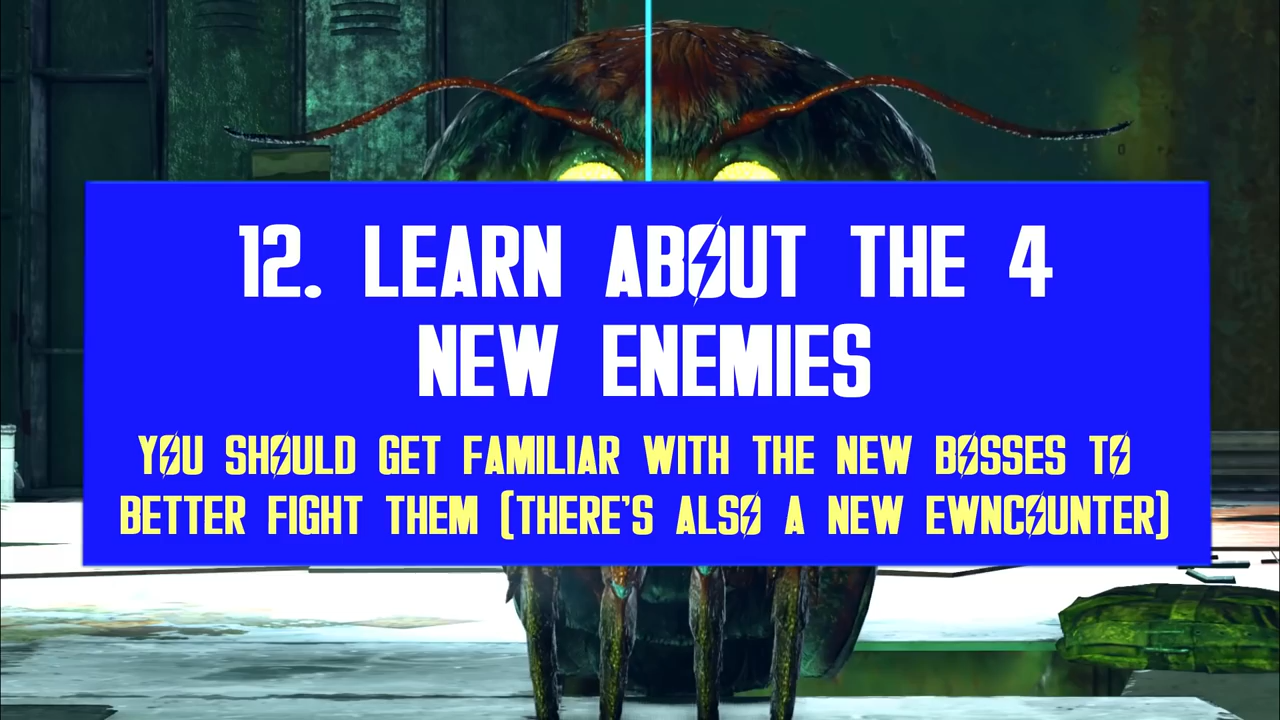 12. LEARN ABOUT THE 4
NEW ENEMIES
YOU SHOULD GET FAMILIAR WITH THE NEW BOSSES TO
BETTER FIGHT THEM (THERE'S ALSO A NEW EWNCOUNTER)